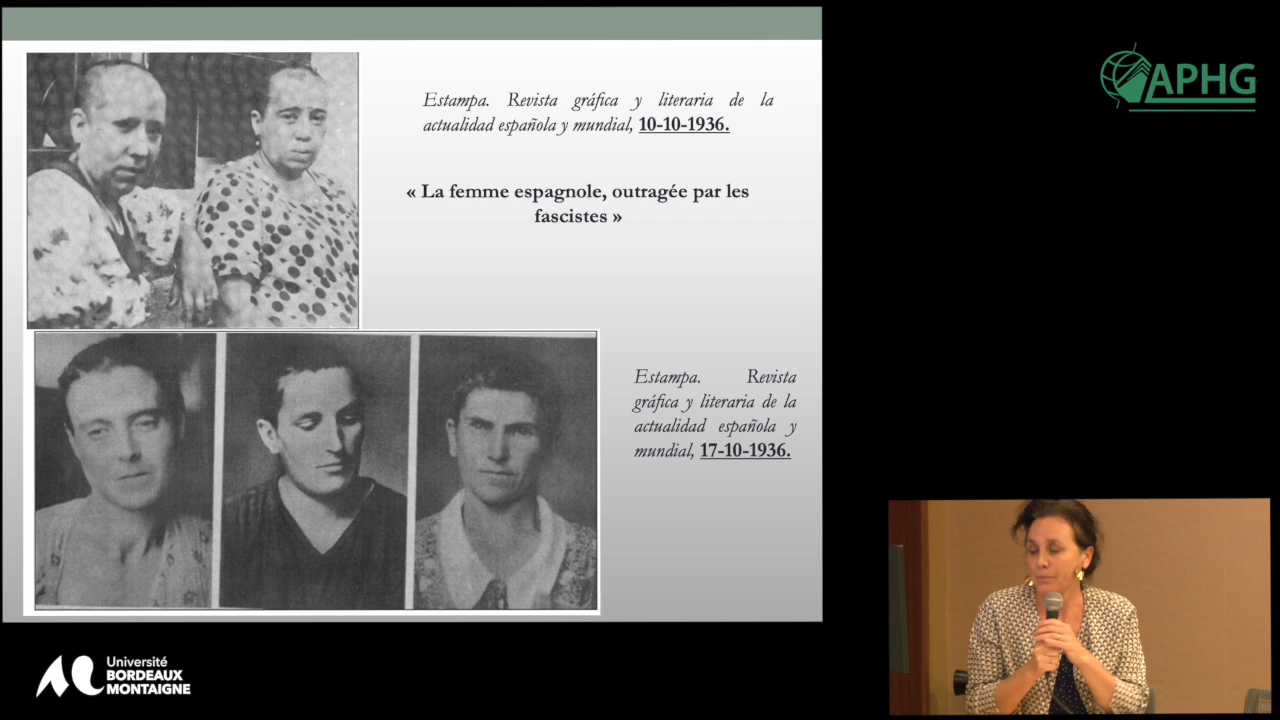 Estampa. Revista gráfica y literaria de la
actualidad española y mundial, 10-10-1936.
« La femme espagnole, outragée par les
fascistes »
Estampa. Revista
gráfica y literaria de la
actualidad española y
mundial, 17-10-1936.
APHG
Université
BORDEAUX
MONTAIGNE